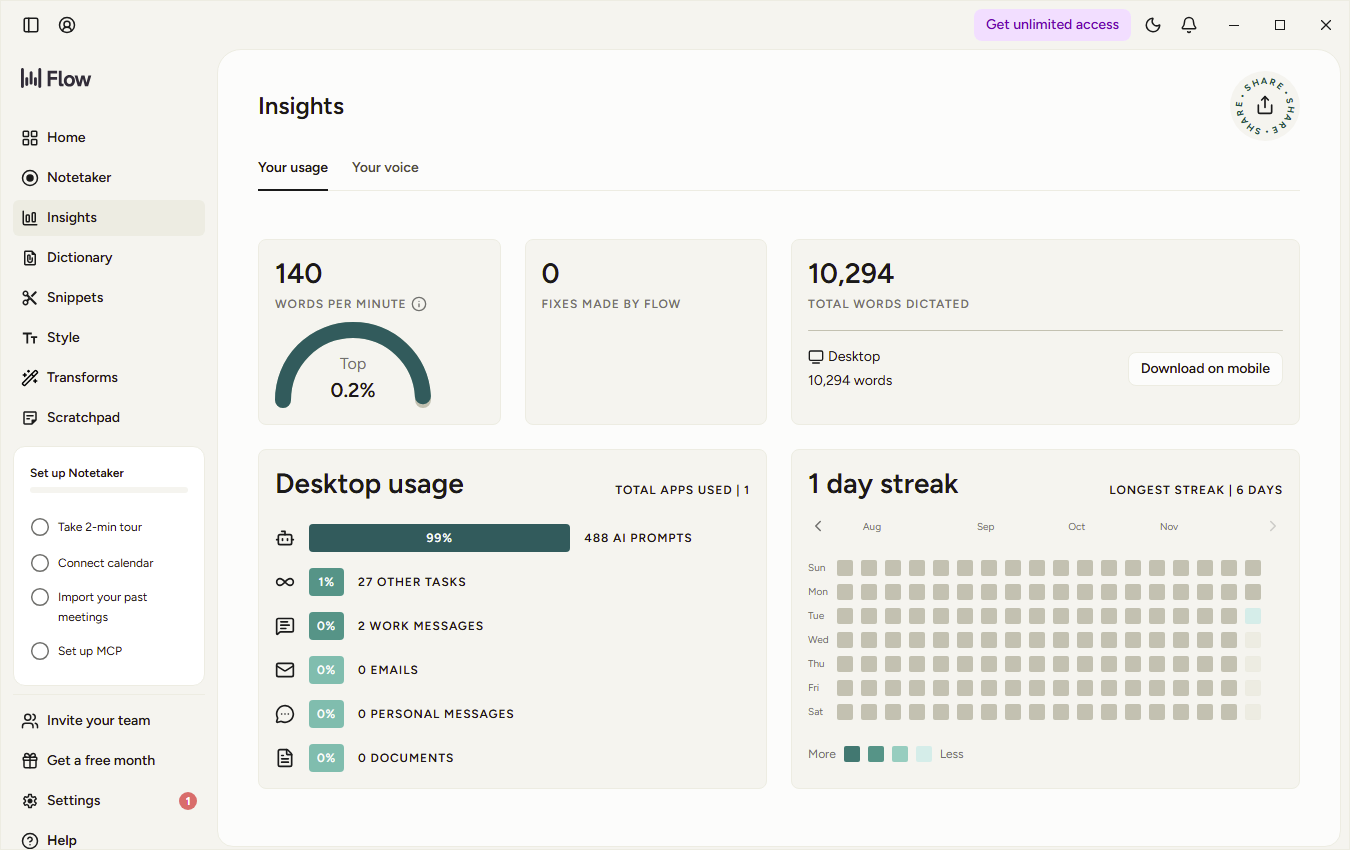 Get unlimited access
Flow
Home
Notetaker
Insights
Dictionary
Snippets
Style
Transforms
Scratchpad
Set up Notetaker
Take 2-min tour
Connect calendar
Import your past
meetings
Set up MCP
Invite your team
Get a free month
Settings
1
Help
Insights
SHARE • SHARE • SHARE •
Your usage
Your voice
140
WORDS PER MINUTE
Top
0.2%
0
FIXES MADE BY FLOW
10,294
TOTAL WORDS DICTATED
Desktop
10,294 words
Download on mobile
Desktop usage
TOTAL APPS USED | 1
99% 488 AI PROMPTS
1% 27 OTHER TASKS
0% 2 WORK MESSAGES
0% 0 EMAILS
0% 0 PERSONAL MESSAGES
0% 0 DOCUMENTS
1 day streak
LONGEST STREAK | 6 DAYS
Aug Sep Oct Nov
Sun
Mon
Tue
Wed
Thu
Fri
Sat
More Less